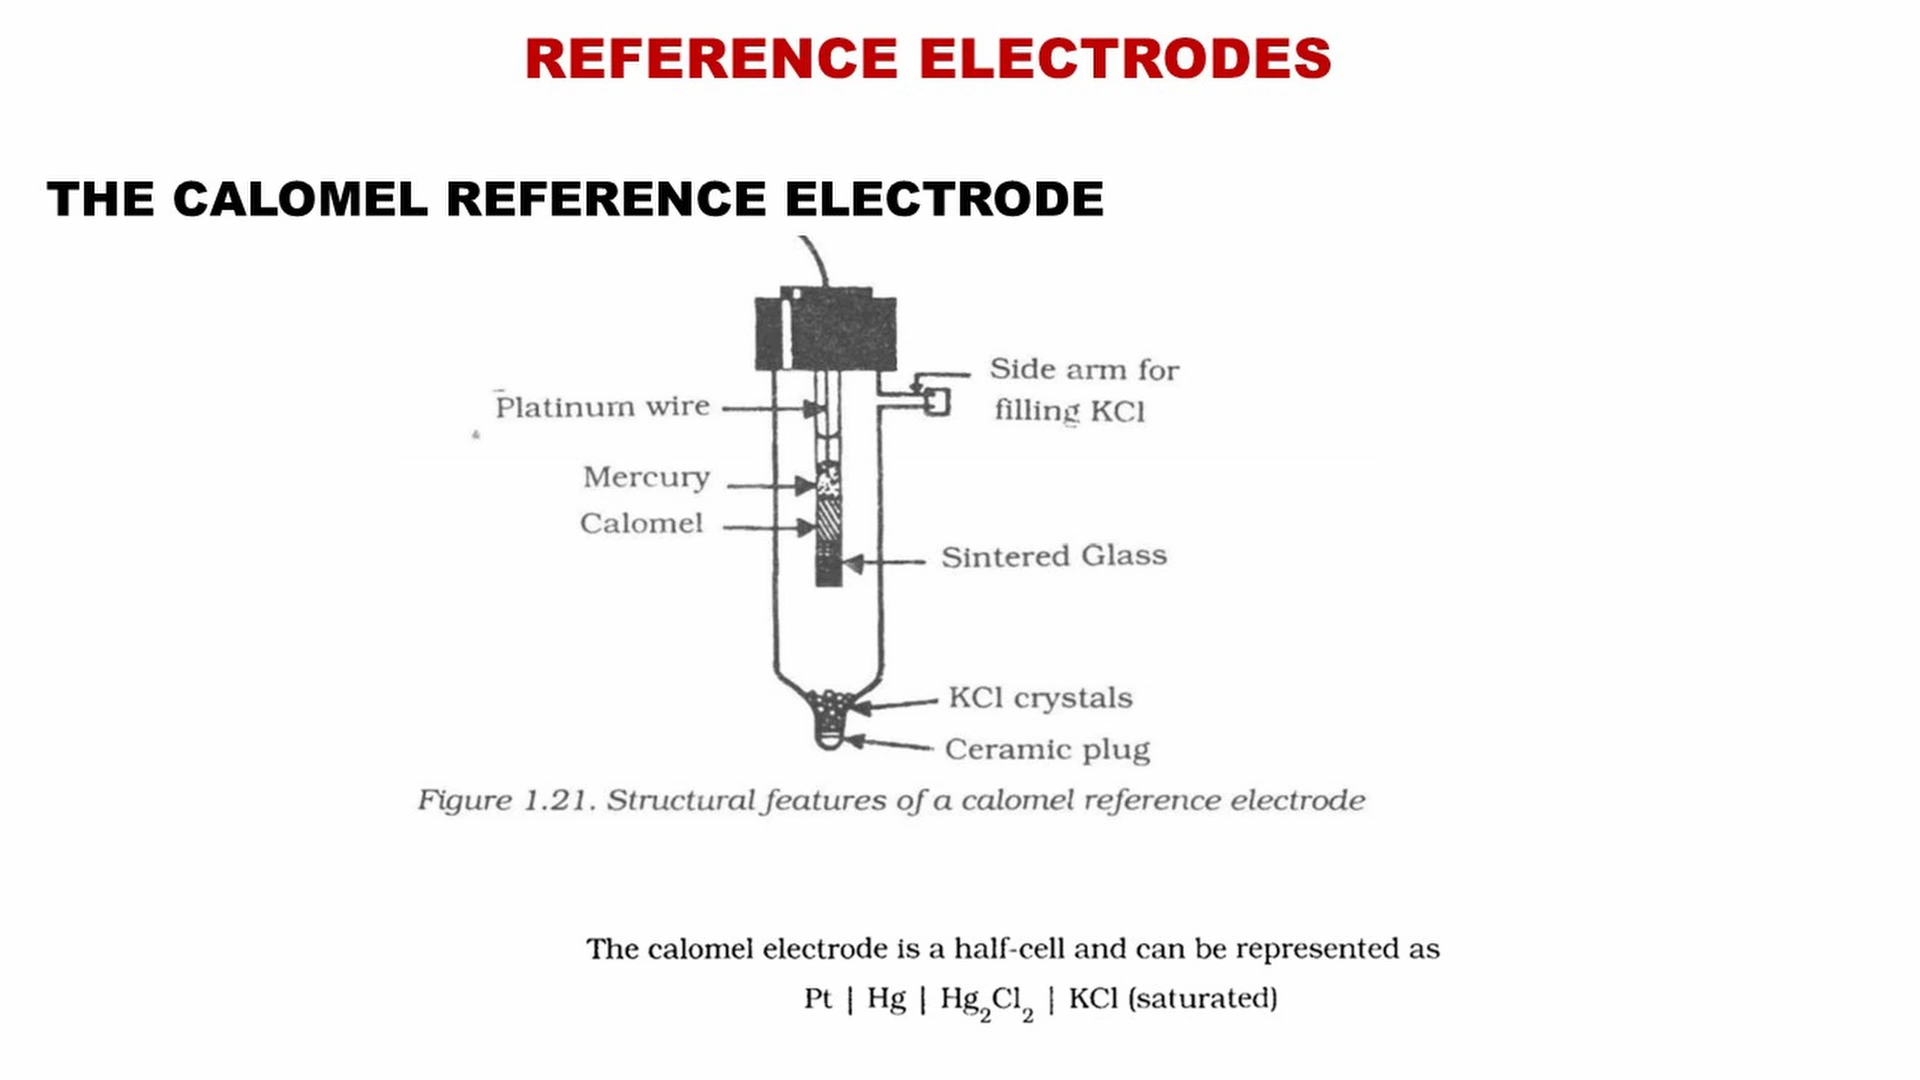 REFERENCE ELECTRODES
THE CALOMEL REFERENCE ELECTRODE
Side arm for
filling KCl
Platinum wire
Mercury
Calomel
Sintered Glass
KCl crystals
Ceramic plug
Figure 1.21. Structural features of a calomel reference electrode
The calomel electrode is a half-cell and can be represented as
Pt | Hg | Hg₂Cl₂ | KCl (saturated)